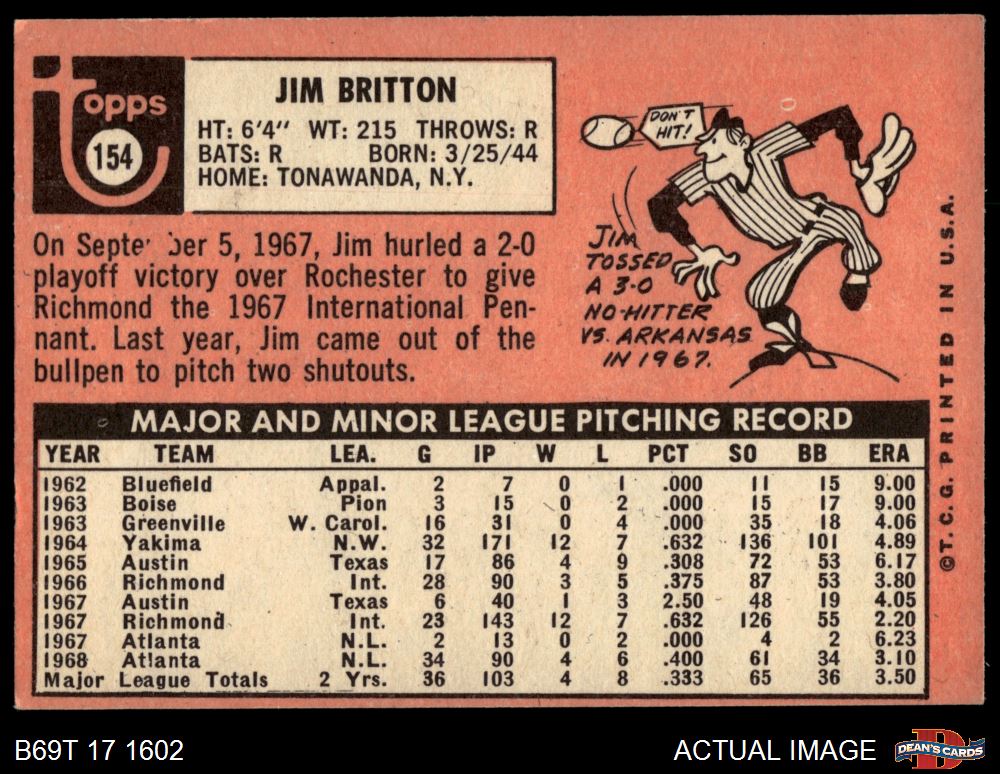 Topps
154
JIM BRITTON
HT: 6'4" WT: 215 THROWS: R
BATS: R BORN: 3/25/44
HOME: TONAWANDA, N.Y.
On Septe ber 5, 1967, Jim hurled a 2-0
playoff victory over Rochester to give
Richmond the 1967 International Pen-
nant. Last year, Jim came out of the
bullpen to pitch two shutouts.
DON'T
HIT!
JIM
TOSSED
A 3-0
NO-HITTER
VS. ARKANSAS
IN 1967.
MAJOR AND MINOR LEAGUE PITCHING RECORD
YEAR TEAM LEA. G IP W L PCT SO BB ERA
1962 Bluefield Appal. 2 7 0 1 .000 11 15 9.00
1963 Boise Pion 3 15 0 2 .000 15 17 9.00
1963 Greenville W. Carol. 16 31 0 4 .000 35 18 4.06
1964 Yakima N.W. 32 171 12 7 .632 136 101 4.89
1965 Austin Texas 17 86 4 9 .308 72 53 6.17
1966 Richmond Int. 28 90 3 5 .375 87 53 3.80
1967 Austin Texas 6 40 1 3 2.50 48 19 4.05
1967 Richmond Int. 23 143 12 7 .632 126 55 2.20
1967 Atlanta N.L. 2 13 0 2 .000 4 2 6.23
1968 Atlanta N.L. 34 90 4 6 .400 61 34 3.10
Major League Totals 2 Yrs. 36 103 4 8 .333 65 36 3.50
©T. C. G. PRINTED IN U.S.A.
B69T 17 1602
ACTUAL IMAGE
DEAN'S CARDS